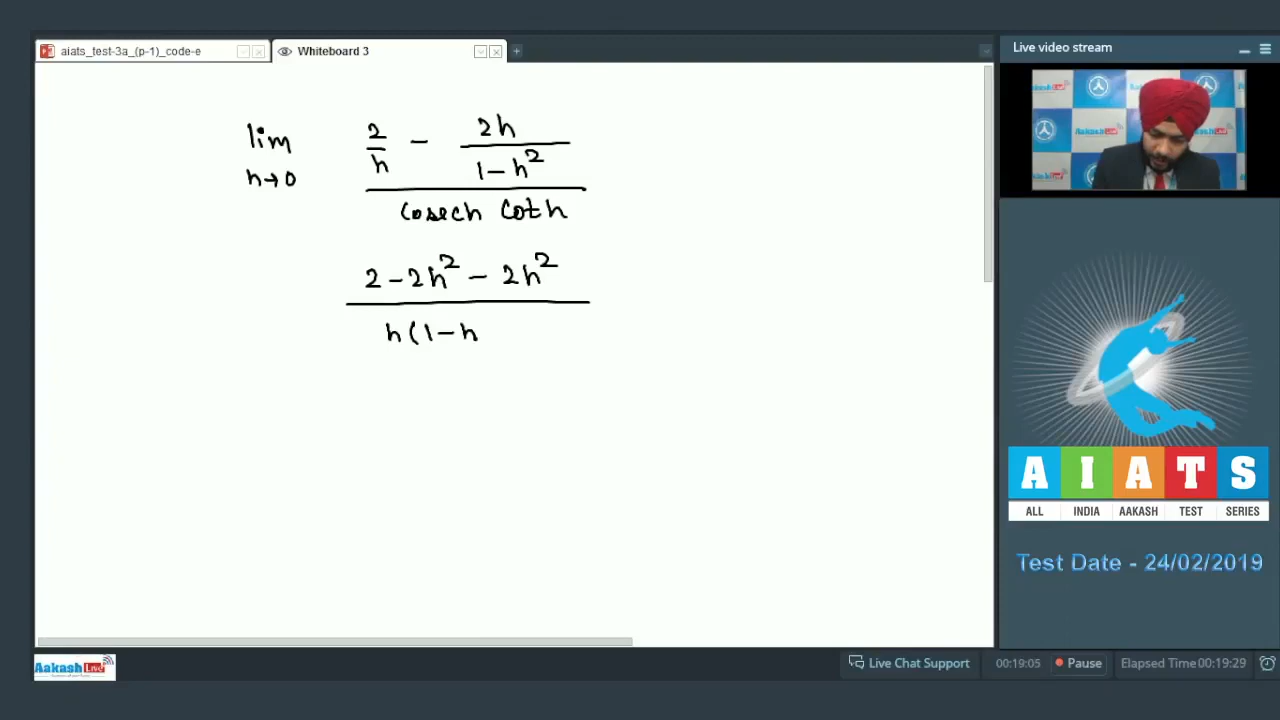 aiats_test-3a_(p-1)_code-e
Whiteboard 3
+
Live video stream
lim h→0
2/h − 2h/(1−h²)
cosech coth
2−2h² − 2h²
h(1−h
AIATS
ALL INDIA AAKASH TEST SERIES
Test Date - 24/02/2019
Aakash Live
Live Chat Support
00:19:05
Pause
Elapsed Time 00:19:29